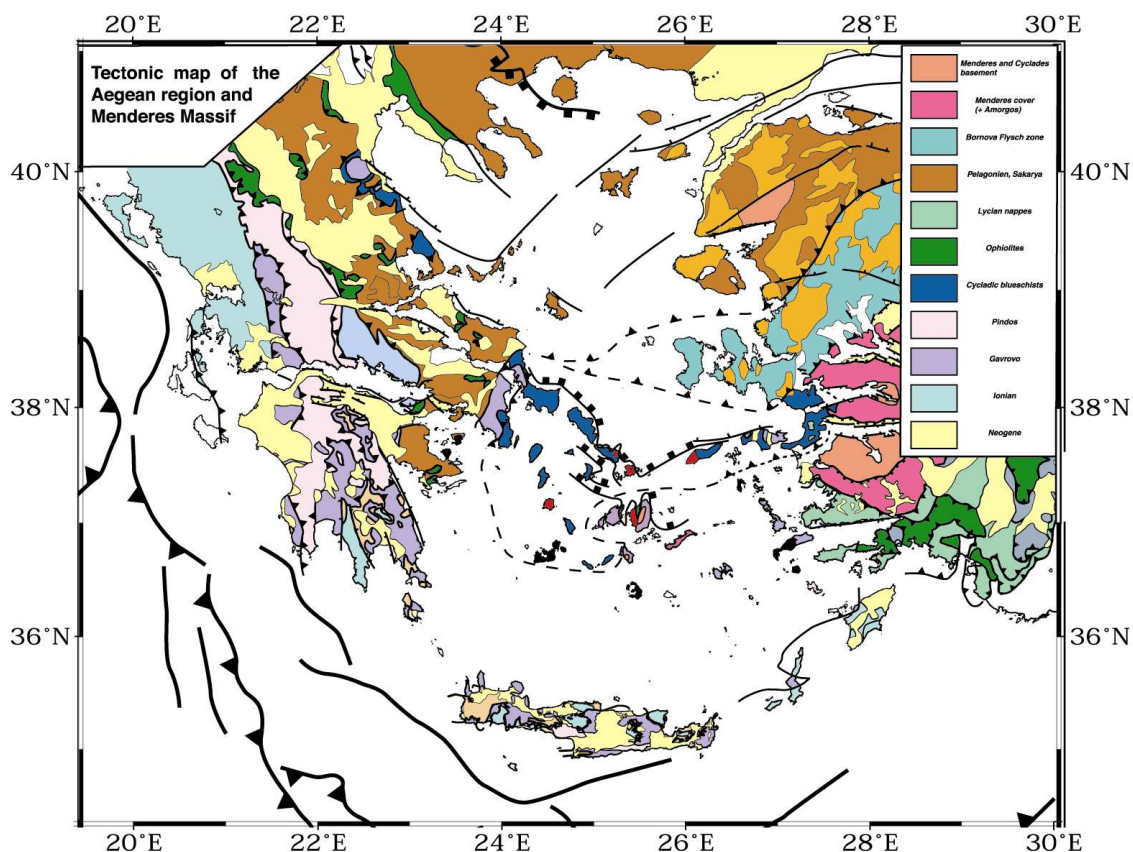 20°E 22°E 24°E 26°E 28°E 30°E
Tectonic map of the
Aegean region and
Menderes Massif
Menderes and Cyclades
basement
Menderes cover
(+ Amorgos)
Bornova Flysch zone
Pelagonien, Sakarya
Lycian nappes
Ophiolites
Cycladic blueschists
Pindos
Gavrovo
Ionian
Neogene
40°N 40°N
38°N 38°N
36°N 36°N
20°E 22°E 24°E 26°E 28°E 30°E